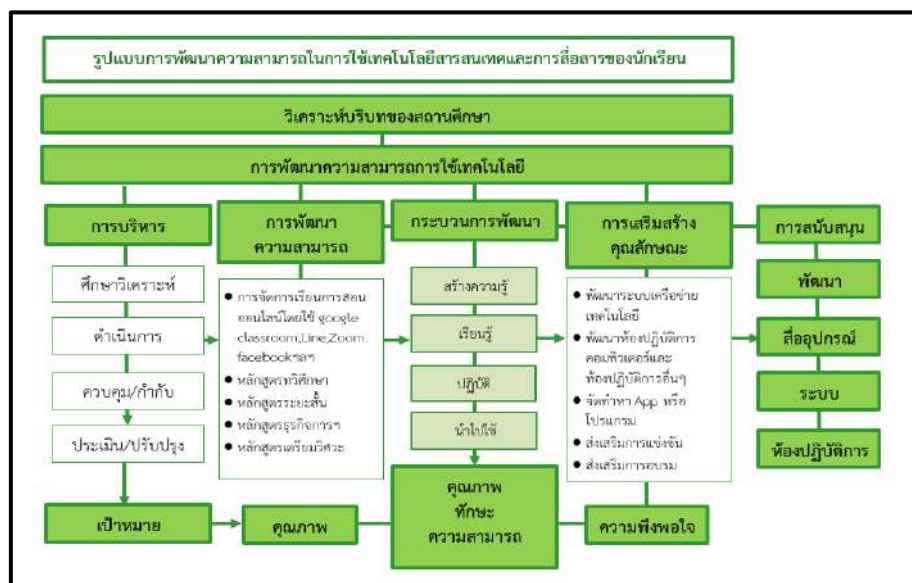 รูปแบบการพัฒนาความสามารถในการใช้เทคโนโลยีสารสนเทศและการสื่อสารของนักเรียน
วิเคราะห์บริบทของสถานศึกษา
การพัฒนาความสามารถการใช้เทคโนโลยี
การบริหาร
ศึกษาวิเคราะห์
ดำเนินการ
ควบคุม/กำกับ
ประเมิน/ปรับปรุง
เป้าหมาย
การพัฒนา
ความสามารถ
● การจัดการเรียนการสอน
ออนไลน์โดยใช้ google
classroom,Line,Zoom.
facebookฯลฯ
● หลักสูตรทวิศึกษา
● หลักสูตรระยะสั้น
● หลักสูตรธุรกิจการฯ
● หลักสูตรเตรียมวิศวะ
คุณภาพ
กระบวนการพัฒนา
สร้างความรู้
เรียนรู้
ปฏิบัติ
นำไปใช้
คุณภาพ
ทักษะ
ความสามารถ
การเสริมสร้าง
คุณลักษณะ
● พัฒนาระบบเครือข่าย
เทคโนโลยี
● พัฒนาห้องปฏิบัติการ
คอมพิวเตอร์และ
ห้องปฏิบัติการอื่นๆ
● จัดทำหา App หรือ
โปรแกรม
● ส่งเสริมการแข่งขัน
● ส่งเสริมการอบรม
ความพึงพอใจ
การสนับสนุน
พัฒนา
สื่ออุปกรณ์
ระบบ
ห้องปฏิบัติการ